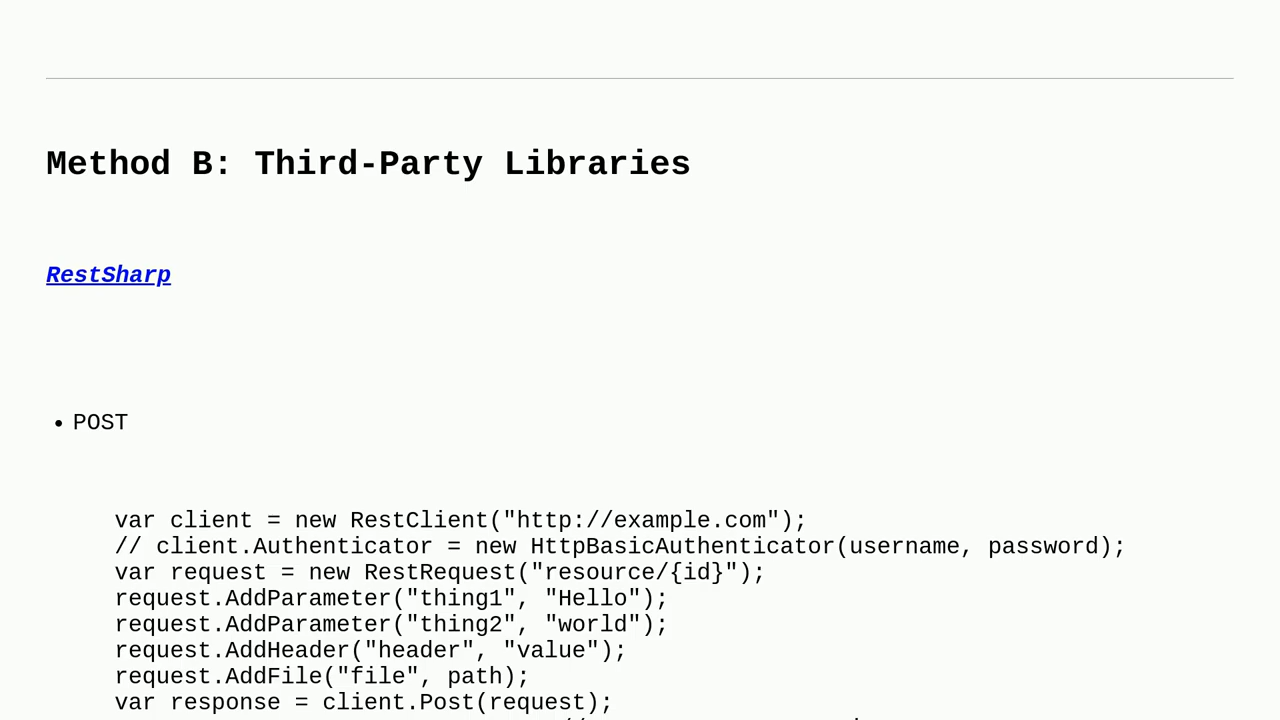 Method B: Third-Party Libraries
RestSharp
• POST
var client = new RestClient("http://example.com");
// client.Authenticator = new HttpBasicAuthenticator(username, password);
var request = new RestRequest("resource/{id}");
request.AddParameter("thing1", "Hello");
request.AddParameter("thing2", "world");
request.AddHeader("header", "value");
request.AddFile("file", path);
var response = client.Post(request);